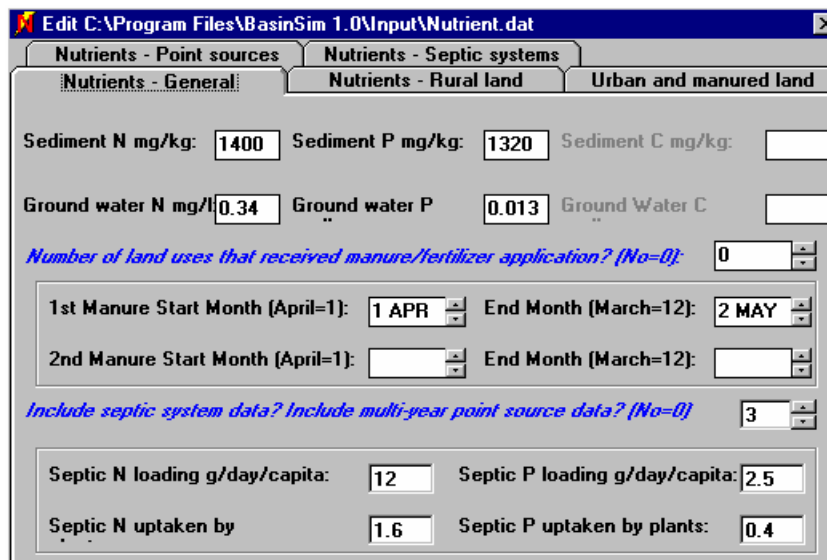 Edit C:\Program Files\BasinSim 1.0\Input\Nutrient.dat
Nutrients - Point sources Nutrients - Septic systems
Nutrients - General Nutrients - Rural land Urban and manured land
Sediment N mg/kg: 1400 Sediment P mg/kg: 1320 Sediment C mg/kg:
Ground water N mg/l: 0.34 Ground water P 0.013 Ground Water C
Number of land uses that received manure/fertilizer application? (No=0): 0
1st Manure Start Month (April=1): 1 APR End Month (March=12): 2 MAY
2nd Manure Start Month (April=1): End Month (March=12):
Include septic system data? Include multi-year point source data? (No=0) 3
Septic N loading g/day/capita: 12 Septic P loading g/day/capita: 2.5
Septic N uptaken by 1.6 Septic P uptaken by plants: 0.4